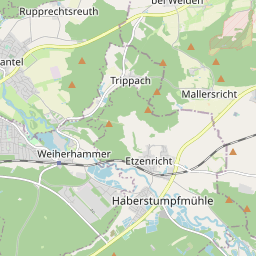 bei Weiden
Rupprechtsreuth
antel
Trippach
Mallersricht
Weiherhammer
Etzenricht
Haberstumpfmühle